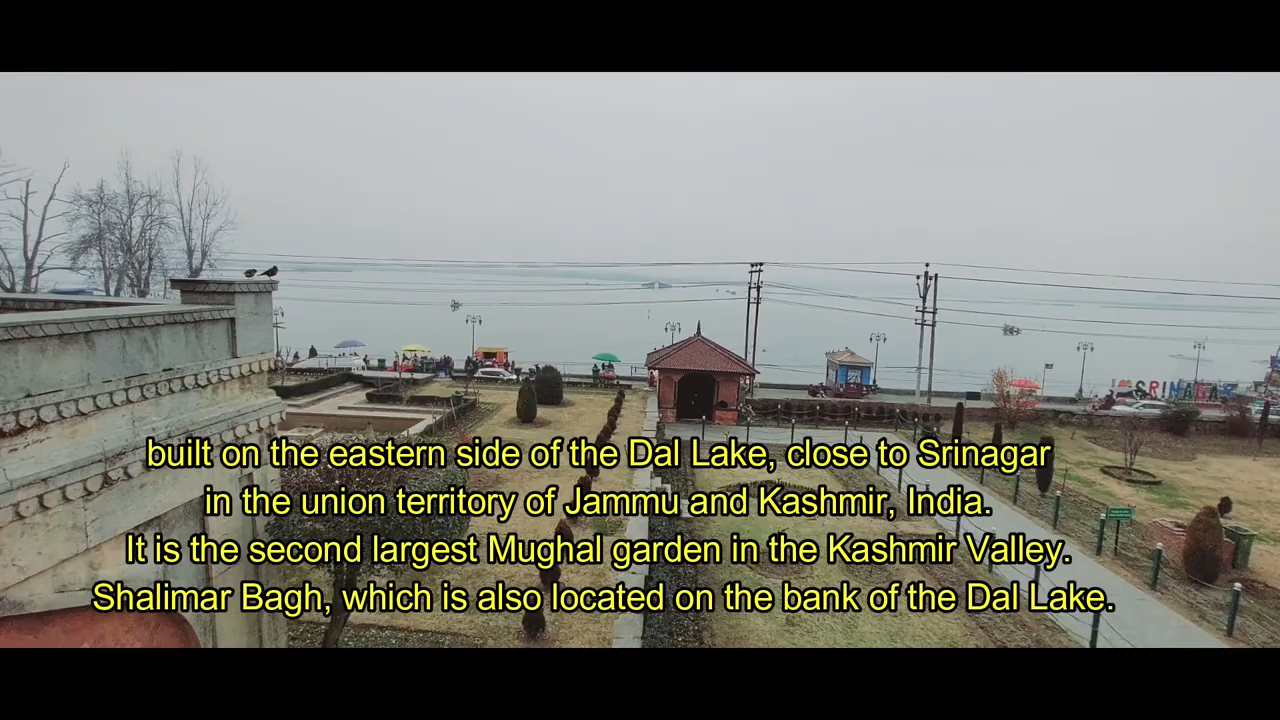 SRINAGAR
built on the eastern side of the Dal Lake, close to Srinagar
in the union territory of Jammu and Kashmir, India.
It is the second largest Mughal garden in the Kashmir Valley.
Shalimar Bagh, which is also located on the bank of the Dal Lake.